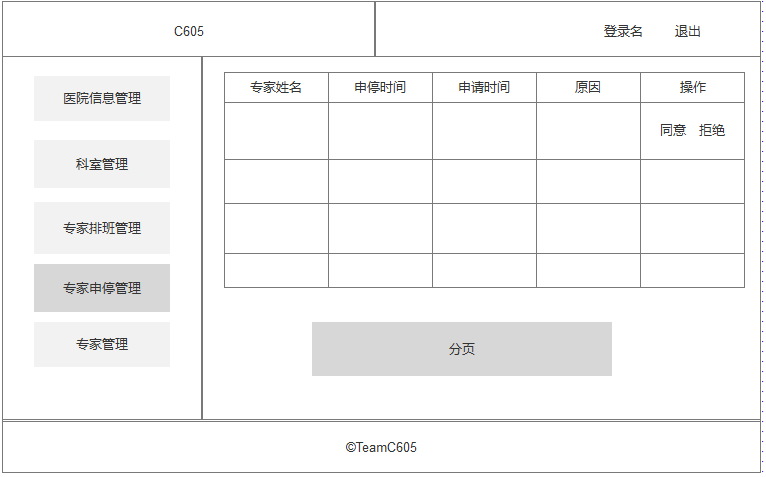 C605
登录名 退出
医院信息管理
科室管理
专家排班管理
专家申停管理
专家管理
专家姓名 申停时间 申请时间 原因 操作
同意 拒绝
分页
©TeamC605